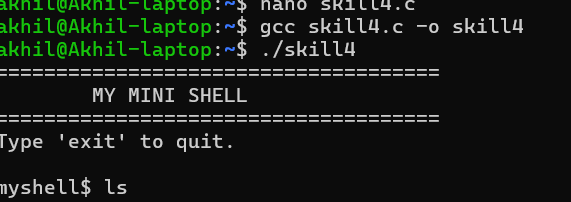 akhil@Akhil-laptop:~$ nano skill4.c
akhil@Akhil-laptop:~$ gcc skill4.c -o skill4
akhil@Akhil-laptop:~$ ./skill4
=====================================
        MY MINI SHELL
=====================================
Type 'exit' to quit.
myshell$ ls